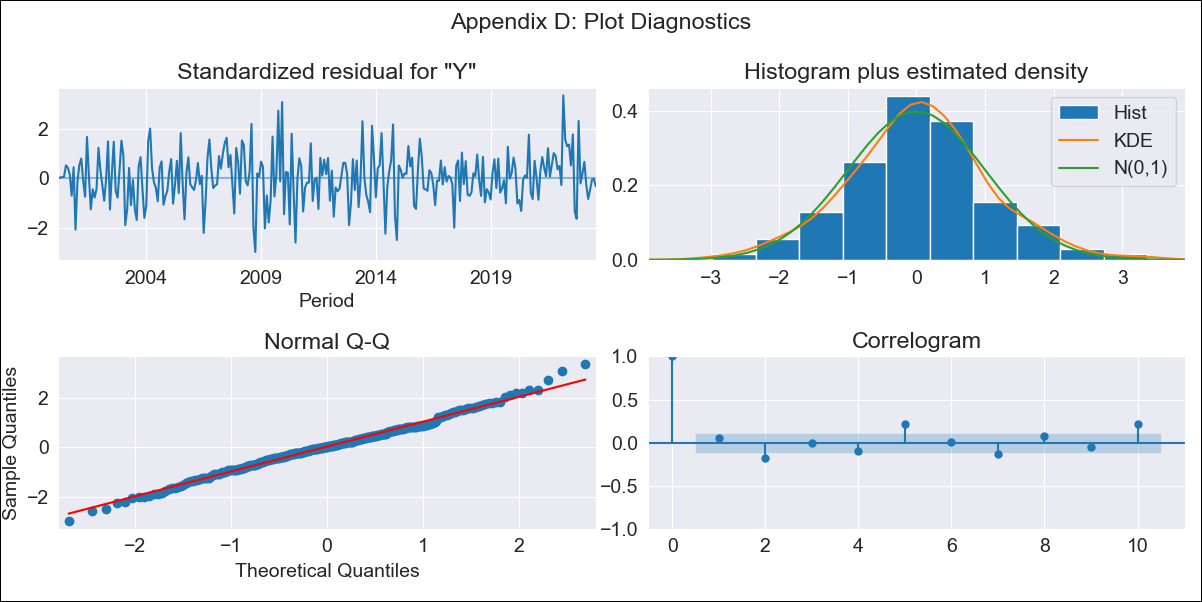 Appendix D: Plot Diagnostics
Standardized residual for "Y"
2
0
−2
2004 2009 2014 2019
Period
Histogram plus estimated density
0.4
0.2
0.0
Hist
KDE
N(0,1)
−3 −2 −1 0 1 2 3
Normal Q-Q
Sample Quantiles
2
0
−2
−2 −1 0 1 2
Theoretical Quantiles
Correlogram
1.0
0.5
0.0
−0.5
−1.0
0 2 4 6 8 10